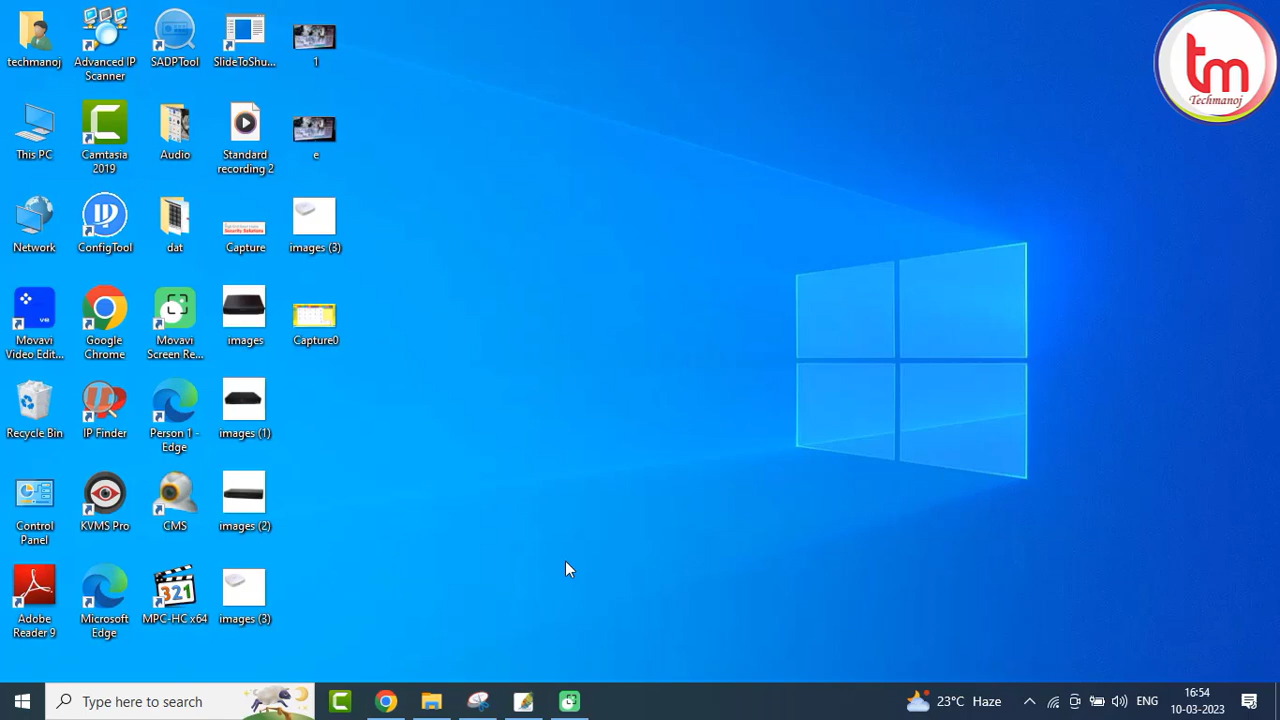 techmanoj
Advanced IP
Scanner
SADPTool
SlideToShu...
1
tm
Techmanoj
This PC
Camtasia
2019
Audio
Standard
recording 2
e
Network
ConfigTool
dat
Security Solutions
Capture
images (3)
Movavi
Video Edit...
Google
Chrome
Movavi
Screen Re...
images
Capture0
Recycle Bin
IP Finder
Person 1 -
Edge
images (1)
Control
Panel
KVMS Pro
CMS
images (2)
Adobe
Reader 9
Microsoft
Edge
321
MPC-HC x64
images (3)
Type here to search
23°C Haze
ENG
16:54
10-03-2023